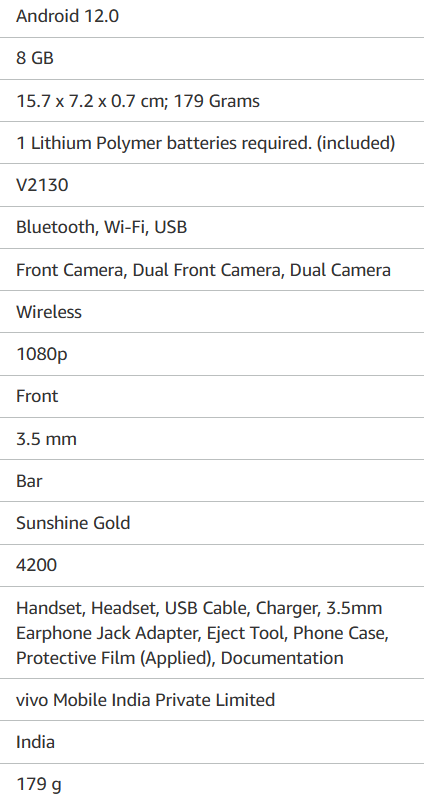 Android 12.0
8 GB
15.7 x 7.2 x 0.7 cm; 179 Grams
1 Lithium Polymer batteries required. (included)
V2130
Bluetooth, Wi-Fi, USB
Front Camera, Dual Front Camera, Dual Camera
Wireless
1080p
Front
3.5 mm
Bar
Sunshine Gold
4200
Handset, Headset, USB Cable, Charger, 3.5mm
Earphone Jack Adapter, Eject Tool, Phone Case,
Protective Film (Applied), Documentation
vivo Mobile India Private Limited
India
179 g